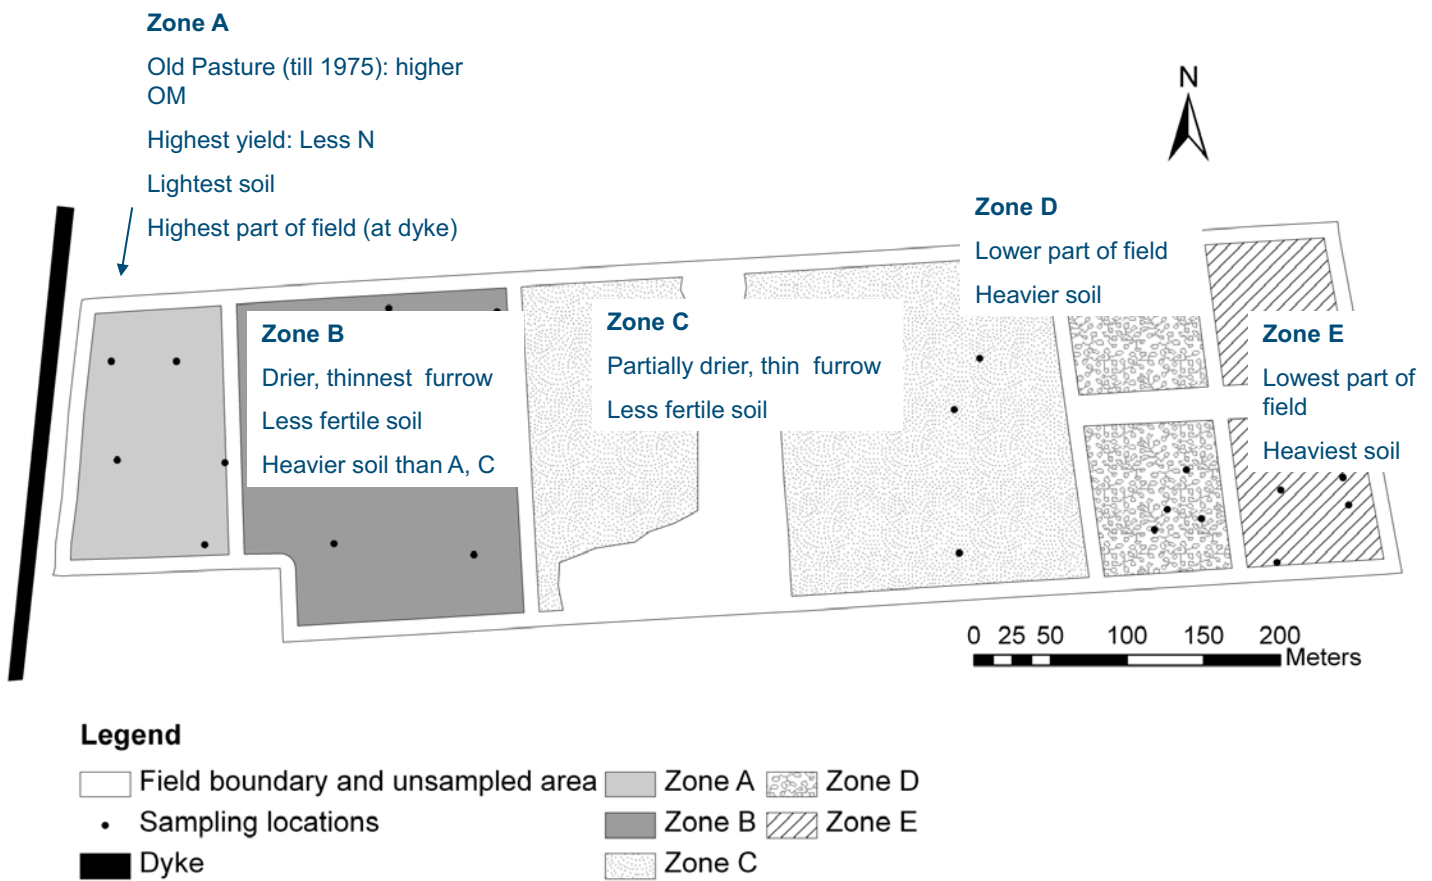 Zone A
Old Pasture (till 1975): higher
OM
Highest yield: Less N
Lightest soil
Highest part of field (at dyke)
N
Zone D
Lower part of field
Heavier soil
Zone B
Drier, thinnest furrow
Less fertile soil
Heavier soil than A, C
Zone C
Partially drier, thin furrow
Less fertile soil
Zone E
Lowest part of
field
Heaviest soil
0 25 50 100 150 200
Meters
Legend
Field boundary and unsampled area
Zone A
Zone D
Sampling locations
Zone B
Zone E
Dyke
Zone C